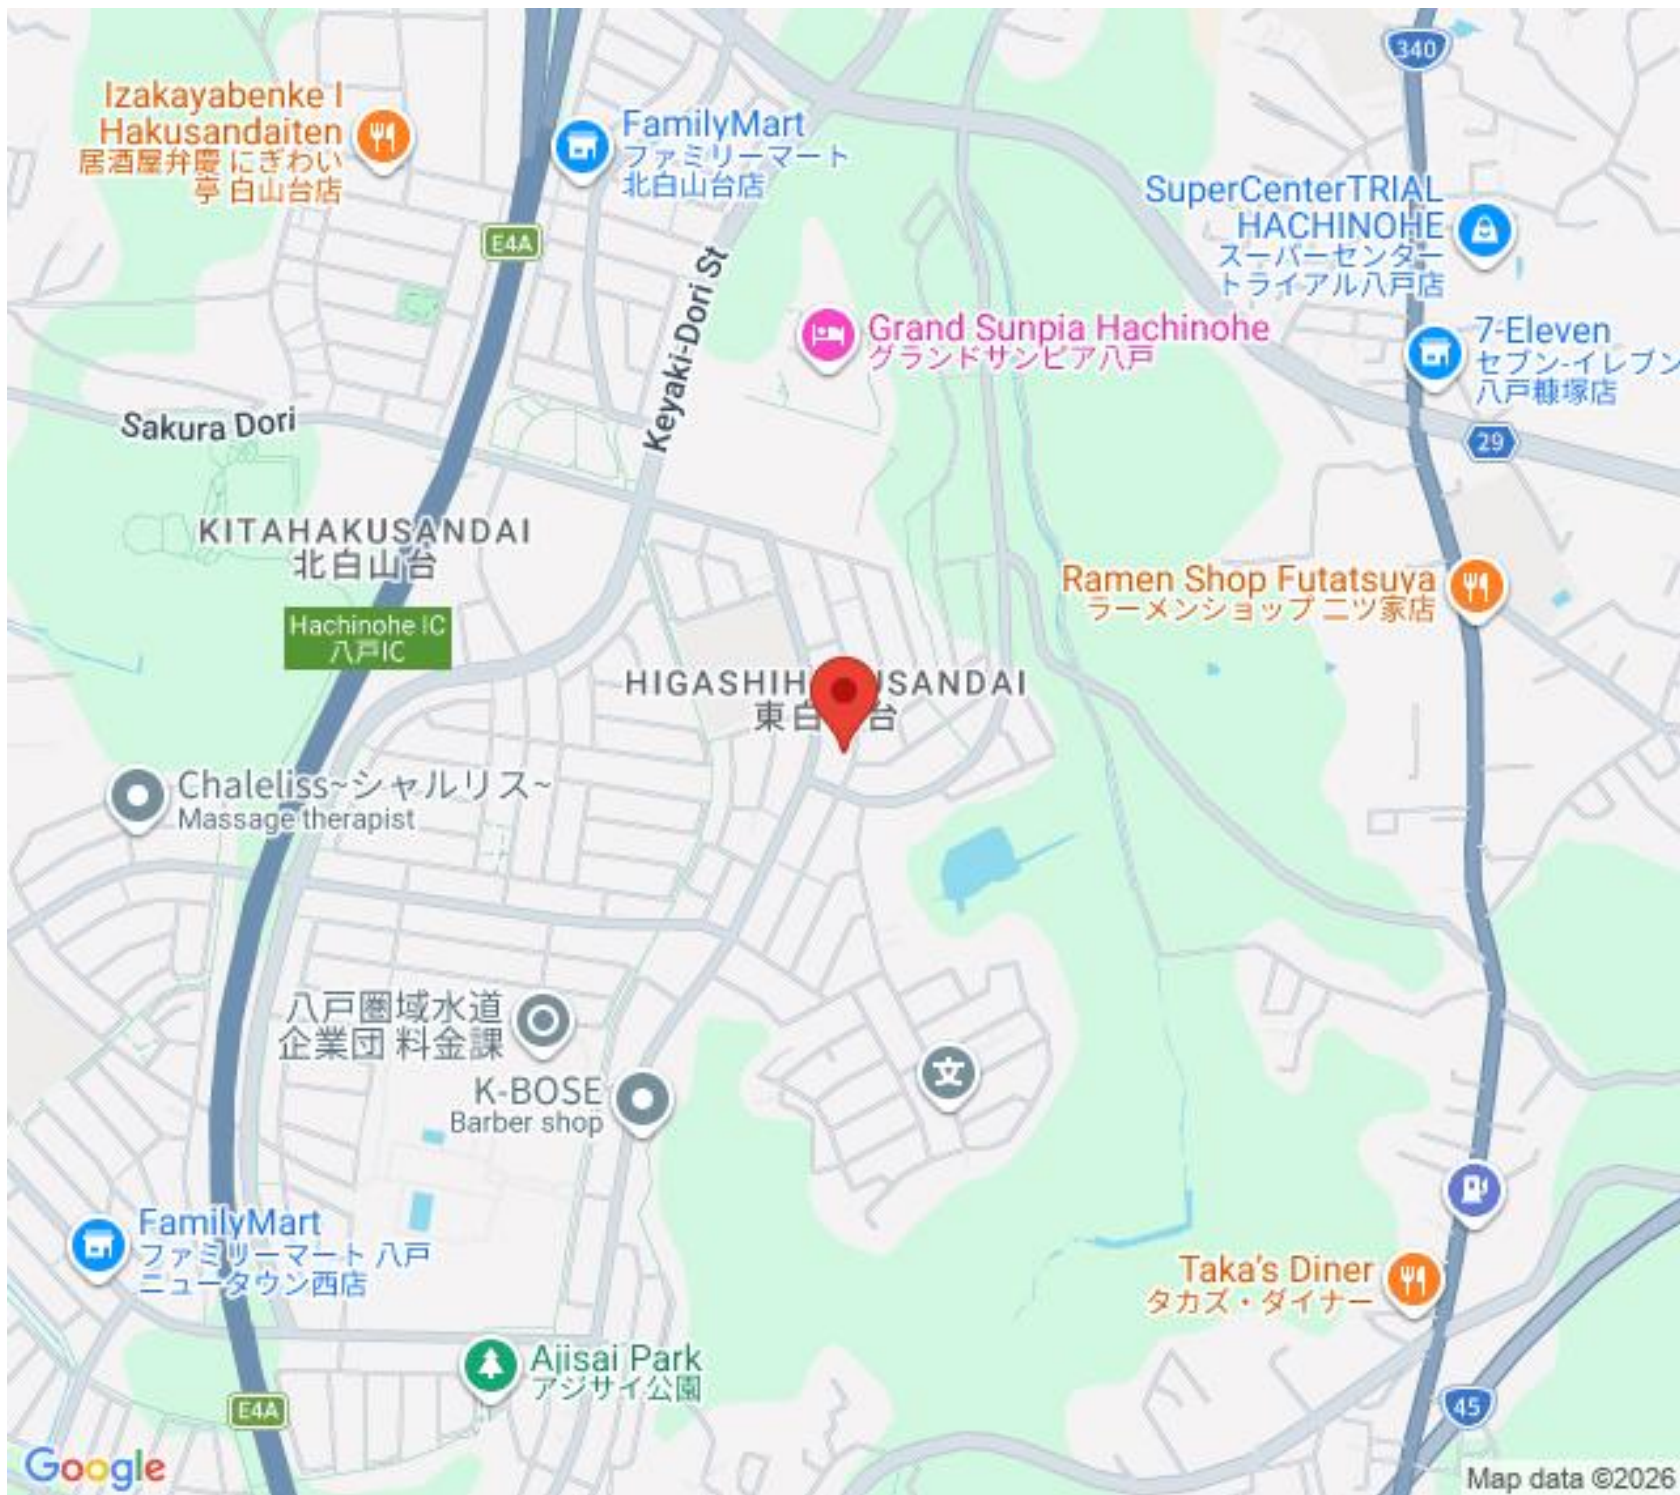 340
Izakayabenke I
Hakusandaiten
居酒屋弁慶 にぎわい
亭 白山台店
FamilyMart
ファミリーマート
北白山台店
SuperCenterTRIAL
HACHINOHE
スーパーセンター
トライアル八戸店
E4A
Keyaki-Dori St
Grand Sunpia Hachinohe
グランドサンピア八戸
7-Eleven
セブン-イレブン
八戸糠塚店
Sakura Dori
29
KITAHAKUSANDAI
北白山台
Ramen Shop Futatsuya
ラーメンショップ 二ツ家店
Hachinohe IC
八戸IC
HIGASHIH USANDAI
東白 台
Chaleliss~シャルリス~
Massage therapist
八戸圏域水道
企業団 料金課
文
K-BOSE
Barber shop
FamilyMart
ファミリーマート 八戸
ニュータウン西店
Taka's Diner
タカズ・ダイナー
Ajisai Park
アジサイ公園
E4A
45
Google
Map data ©2026